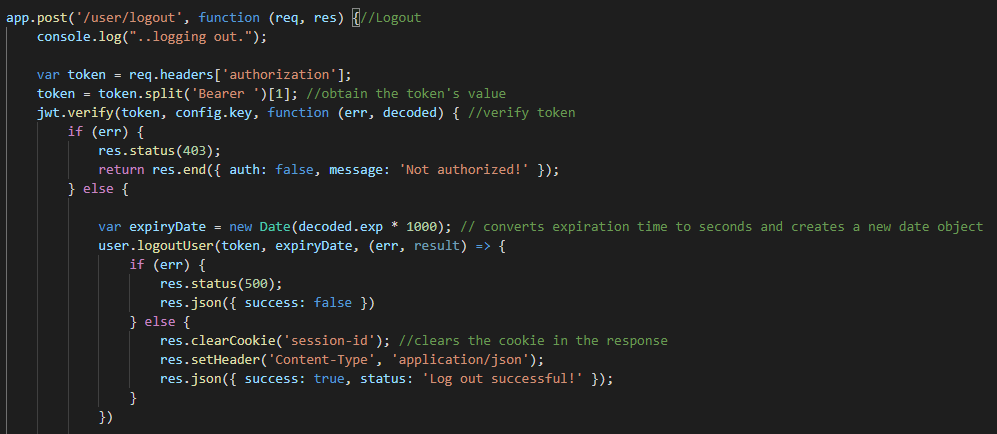 app.post('/user/logout', function (req, res) {//Logout
    console.log("..logging out.");
    var token = req.headers['authorization'];
    token = token.split('Bearer ')[1]; //obtain the token's value
    jwt.verify(token, config.key, function (err, decoded) { //verify token
        if (err) {
            res.status(403);
            return res.end({ auth: false, message: 'Not authorized!' });
        } else {
            var expiryDate = new Date(decoded.exp * 1000); // converts expiration time to seconds and creates a new date object
            user.logoutUser(token, expiryDate, (err, result) => {
                if (err) {
                    res.status(500);
                    res.json({ success: false })
                } else {
                    res.clearCookie('session-id'); //clears the cookie in the response
                    res.setHeader('Content-Type', 'application/json');
                    res.json({ success: true, status: 'Log out successful!' });
                }
            })